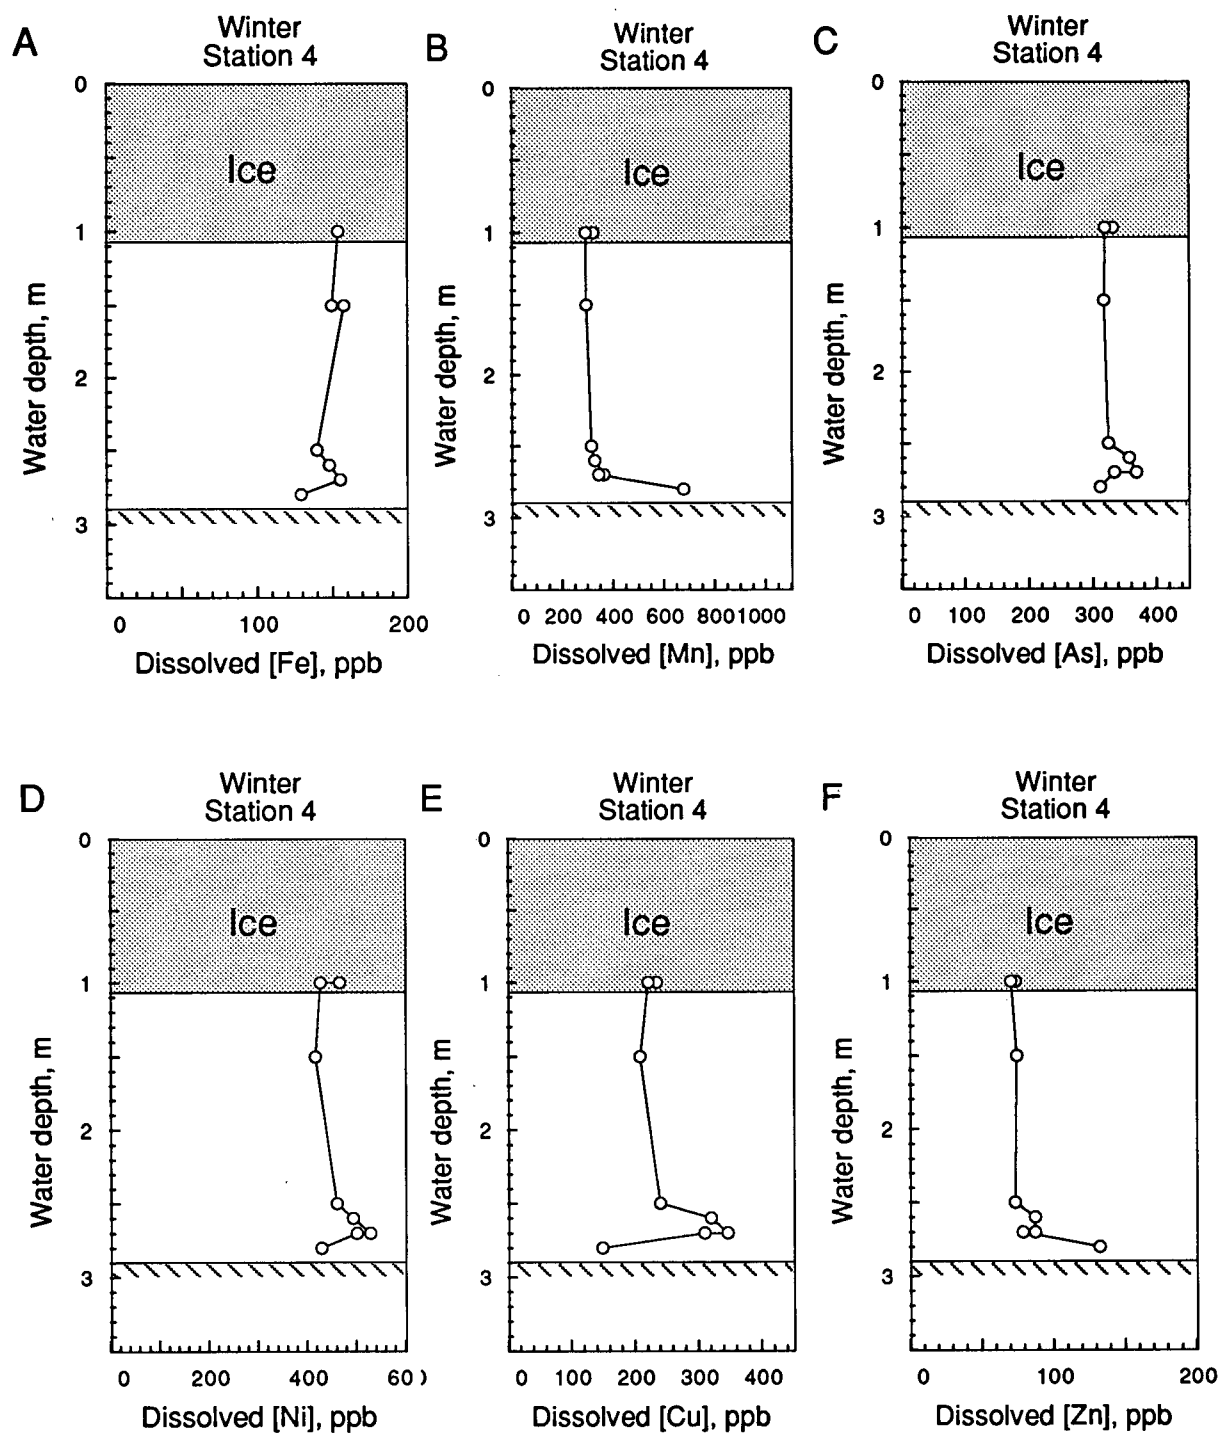 A
Winter
Station 4
0
Ice
1
2
3
Water depth, m
0 100 200
Dissolved [Fe], ppb
B
Winter
Station 4
0
Ice
1
2
3
Water depth, m
0 200 400 600 8001000
Dissolved [Mn], ppb
C
Winter
Station 4
0
Ice
1
2
3
Water depth, m
0 100 200 300 400
Dissolved [As], ppb
D
Winter
Station 4
0
Ice
1
2
3
Water depth, m
0 200 400 60)
Dissolved [Ni], ppb
E
Winter
Station 4
0
Ice
1
2
3
Water depth, m
0 100 200 300 400
Dissolved [Cu], ppb
F
Winter
Station 4
0
Ice
1
2
3
Water depth, m
0 100 200
Dissolved [Zn], ppb